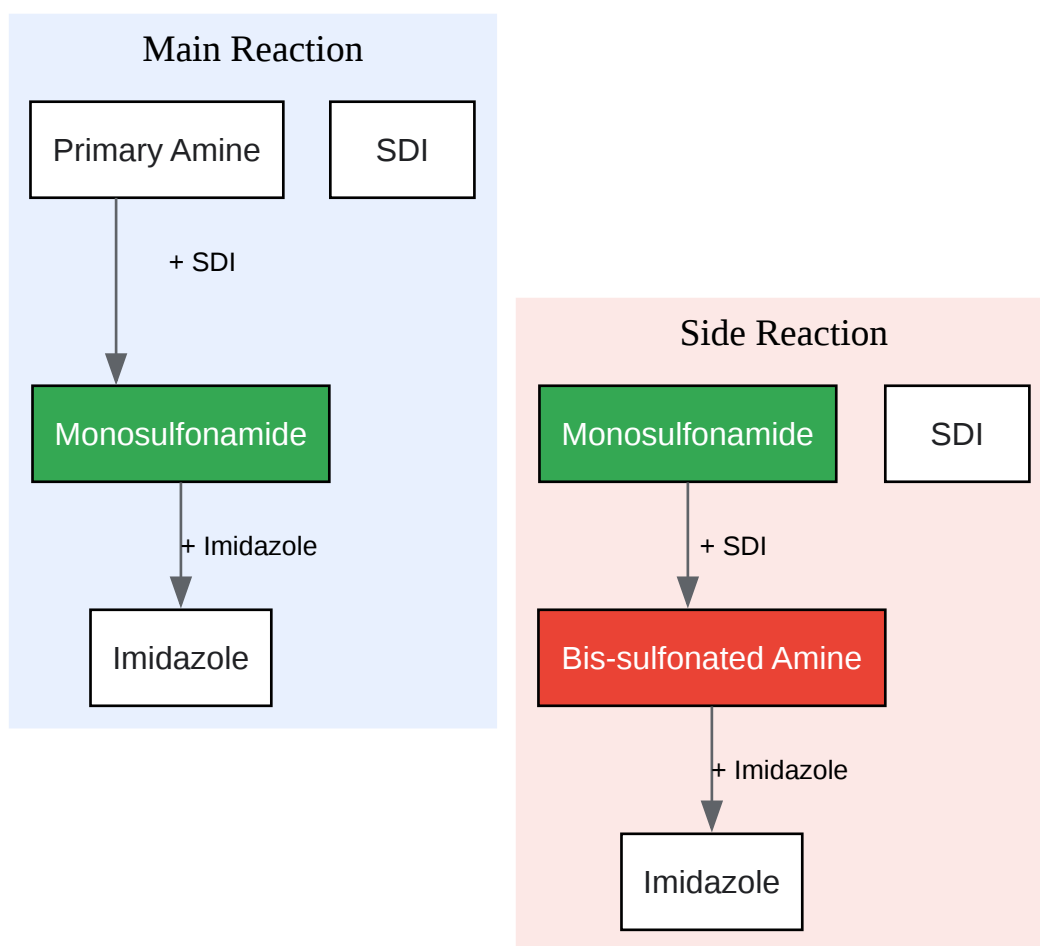 Main Reaction
Primary Amine
SDI
+ SDI
Monosulfonamide
+ Imidazole
Imidazole
Side Reaction
Monosulfonamide
SDI
+ SDI
Bis-sulfonated Amine
+ Imidazole
Imidazole